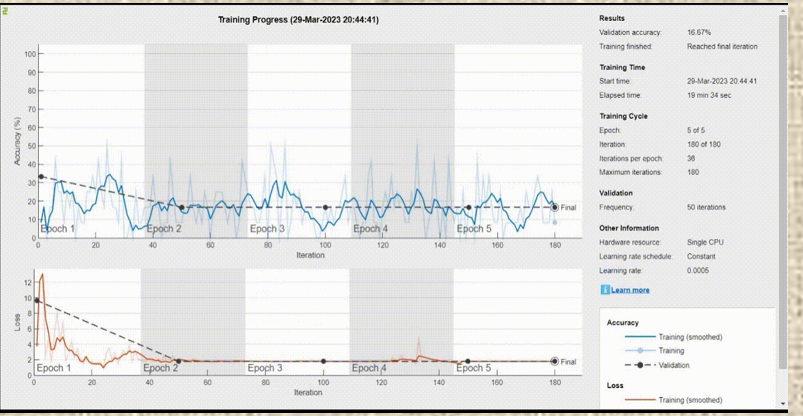 Training Progress (29-Mar-2023 20:44:41)
Accuracy (%)
100
90
80
70
60
50
40
30
20
10
0
Epoch 1
Epoch 2
Epoch 3
Epoch 4
Epoch 5
Final
0
20
40
60
80
100
120
140
160
180
Iteration
Loss
12
10
8
6
4
2
0
Epoch 1
Epoch 2
Epoch 3
Epoch 4
Epoch 5
Final
0
20
40
60
80
100
120
140
160
180
Iteration
Results
Validation accuracy: 16.67%
Training finished: Reached final iteration
Training Time
Start time: 29-Mar-2023 20:44:41
Elapsed time: 19 min 34 sec
Training Cycle
Epoch: 5 of 5
Iteration: 180 of 180
Iterations per epoch: 36
Maximum iterations: 180
Validation
Frequency: 50 iterations
Other Information
Hardware resource: Single CPU
Learning rate schedule: Constant
Learning rate: 0.0005
Learn more
Accuracy
Training (smoothed)
Training
Validation
Loss
Training (smoothed)